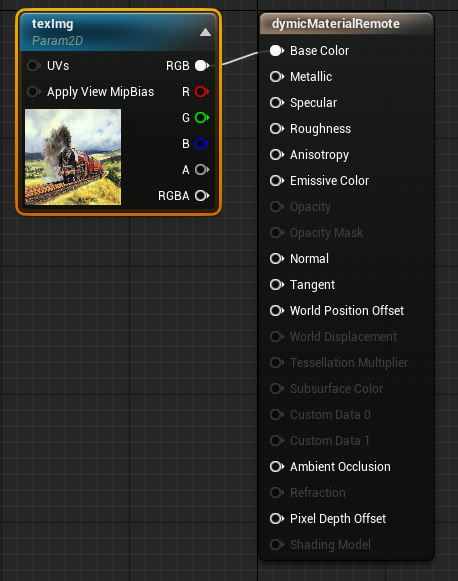 texImg
Param2D
UVs
RGB
Apply View MipBias
R
G
B
A
RGBA
dymicMaterialRemote
Base Color
Metallic
Specular
Roughness
Anisotropy
Emissive Color
Opacity
Opacity Mask
Normal
Tangent
World Position Offset
World Displacement
Tessellation Multiplier
Subsurface Color
Custom Data 0
Custom Data 1
Ambient Occlusion
Refraction
Pixel Depth Offset
Shading Model